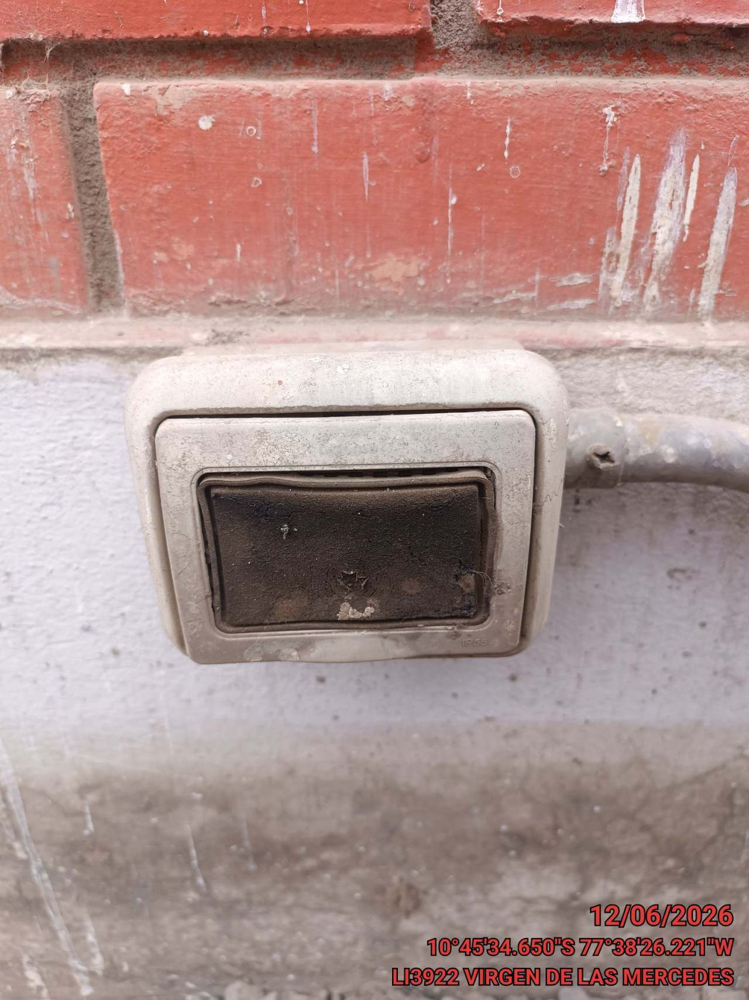 IP55
12/06/2026
10°45'34.650"S 77°38'26.221"W
LI3922 VIRGEN DE LAS MERCEDES